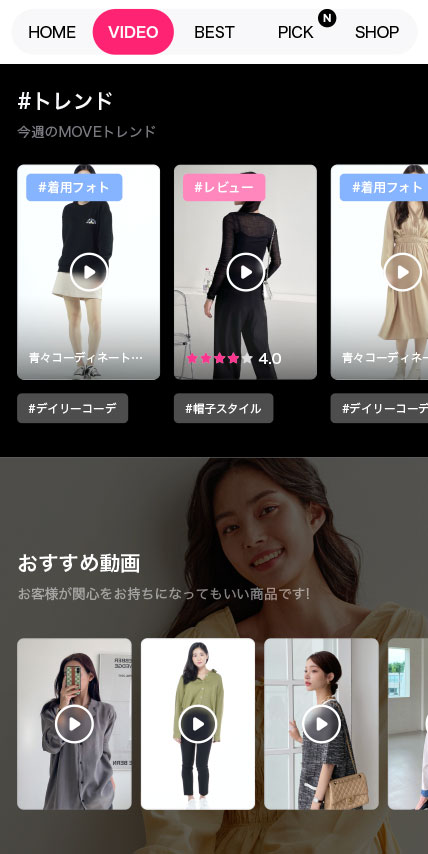 HOME VIDEO BEST PICK N SHOP
#トレンド
今週のMOVEトレンド
#着用フォト #レビュー #着用フォト
青々コーディネート… 4.0 青々コーディネー
#デイリーコーデ #帽子スタイル #デイリーコーデ
おすすめ動画
お客様が関心をお持ちになってもいい商品です!